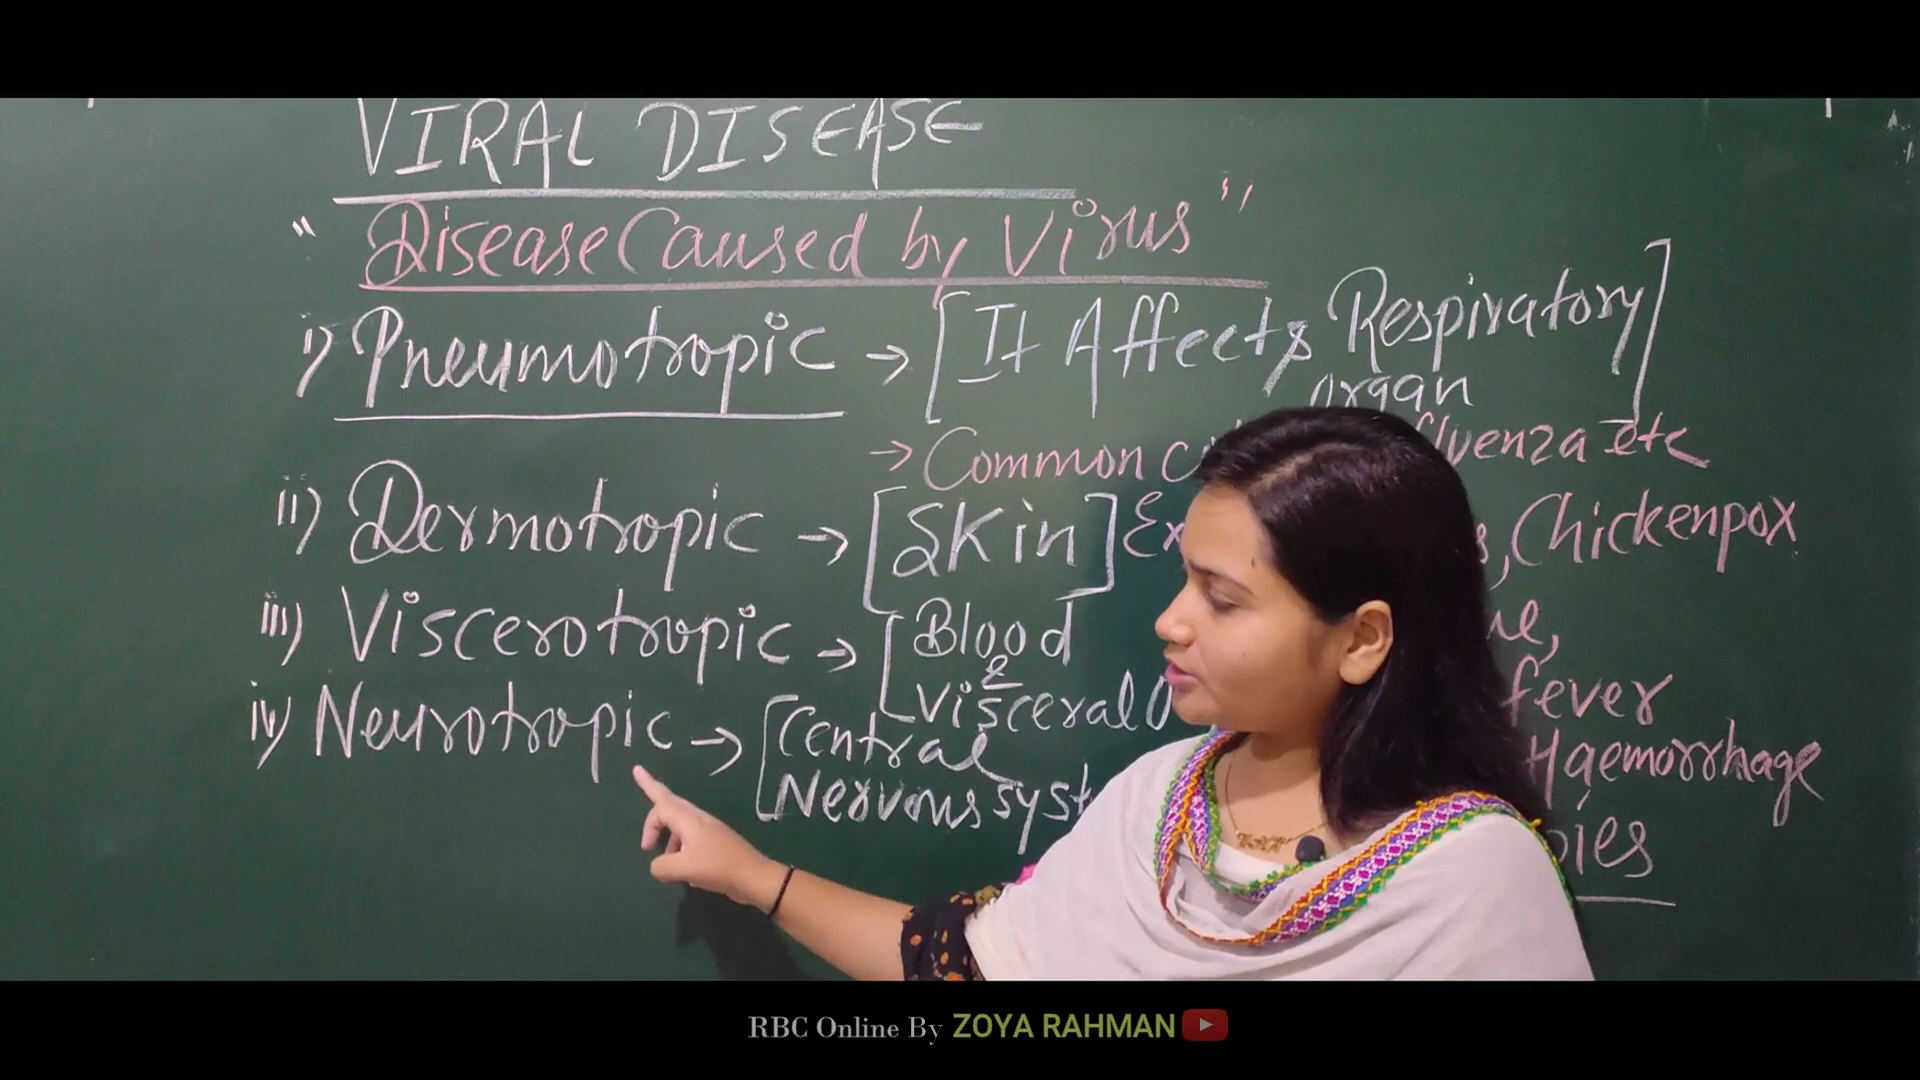 VIRAL DISEASE
" Disease Caused by Virus "
i) Pneumotropic → [It Affects Respiratory organ]
→ Common etc
ii) Dermotropic → [Skin] Chickenpox
iii) Viscerotropic → [Blood & Visceral
fever
iv) Neurotropic → [Central Nervous
Haemorrhage
RBC Online By ZOYA RAHMAN